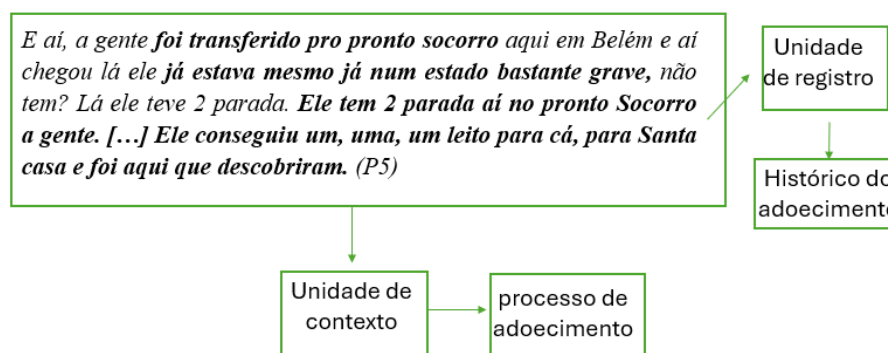 E aí, a gente foi transferido pro pronto socorro aqui em Belém e aí
chegou lá ele já estava mesmo já num estado bastante grave, não
tem? Lá ele teve 2 parada. Ele tem 2 parada aí no pronto Socorro
a gente. [...] Ele conseguiu um, uma, um leito para cá, para Santa
casa e foi aqui que descobriram. (P5)
Unidade
de registro
Histórico do
adoecimento
Unidade de
contexto
processo de
adoecimento